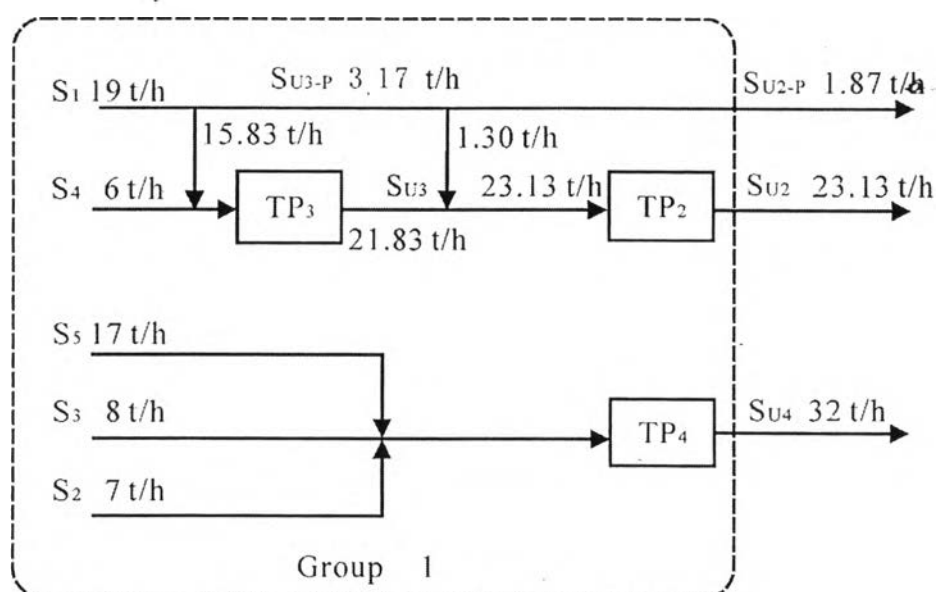 S1 19 t/h SU3-P 3.17 t/h SU2-P 1.87 t/h
15.83 t/h 1.30 t/h
S4 6 t/h TP3 SU3 23.13 t/h TP2 SU2 23.13 t/h
21.83 t/h
S5 17 t/h
S3 8 t/h TP4 SU4 32 t/h
S2 7 t/h
Group 1